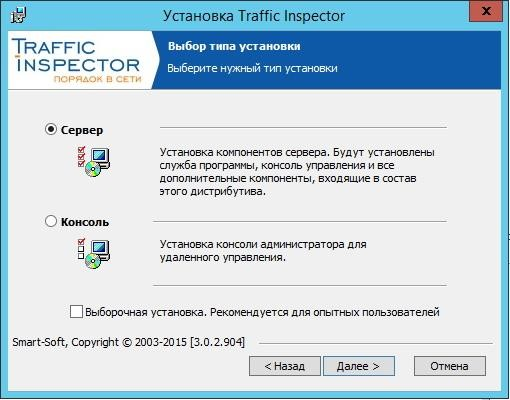 Установка Traffic Inspector
x
TRAFFIC
INSPECTOR
ПОРЯДОК В СЕТИ
Выбор типа установки
Выберите нужный тип установки
Сервер
Установка компонентов сервера. Будут установлены
служба программы, консоль управления и все
дополнительные компоненты, входящие в состав
этого дистрибутива.
Консоль
Установка консоли администратора для
удаленного управления.
Выборочная установка. Рекомендуется для опытных пользователей
Smart-Soft, Copyright © 2003-2015 [3.0.2.904]
< Назад
Далее >
Отмена